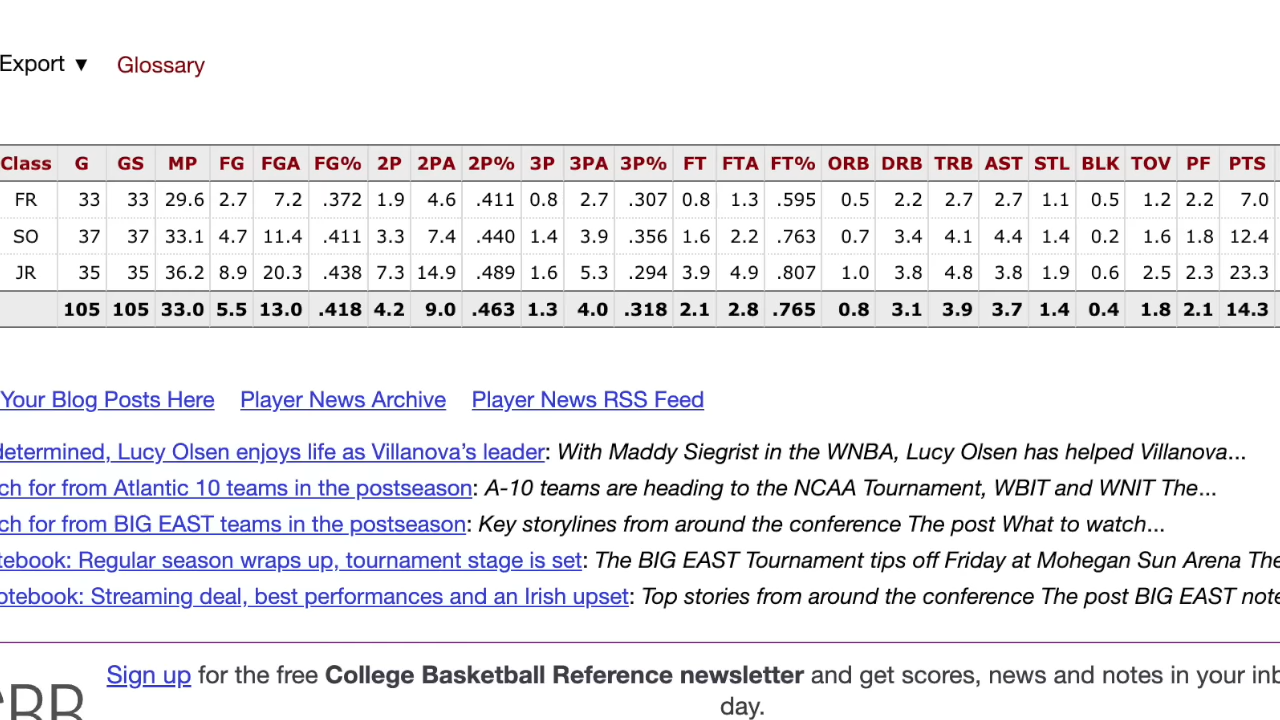 Export ▼ Glossary
Class G GS MP FG FGA FG% 2P 2PA 2P% 3P 3PA 3P% FT FTA FT% ORB DRB TRB AST STL BLK TOV PF PTS
FR 33 33 29.6 2.7 7.2 .372 1.9 4.6 .411 0.8 2.7 .307 0.8 1.3 .595 0.5 2.2 2.7 2.7 1.1 0.5 1.2 2.2 7.0
SO 37 37 33.1 4.7 11.4 .411 3.3 7.4 .440 1.4 3.9 .356 1.6 2.2 .763 0.7 3.4 4.1 4.4 1.4 0.2 1.6 1.8 12.4
JR 35 35 36.2 8.9 20.3 .438 7.3 14.9 .489 1.6 5.3 .294 3.9 4.9 .807 1.0 3.8 4.8 3.8 1.9 0.6 2.5 2.3 23.3
105 105 33.0 5.5 13.0 .418 4.2 9.0 .463 1.3 4.0 .318 2.1 2.8 .765 0.8 3.1 3.9 3.7 1.4 0.4 1.8 2.1 14.3
Your Blog Posts Here Player News Archive Player News RSS Feed
determined, Lucy Olsen enjoys life as Villanova’s leader: With Maddy Siegrist in the WNBA, Lucy Olsen has helped Villanova...
ch for from Atlantic 10 teams in the postseason: A-10 teams are heading to the NCAA Tournament, WBIT and WNIT The...
ch for from BIG EAST teams in the postseason: Key storylines from around the conference The post What to watch...
tebook: Regular season wraps up, tournament stage is set: The BIG EAST Tournament tips off Friday at Mohegan Sun Arena The
otebook: Streaming deal, best performances and an Irish upset: Top stories from around the conference The post BIG EAST note
Sign up for the free College Basketball Reference newsletter and get scores, news and notes in your inb
day.